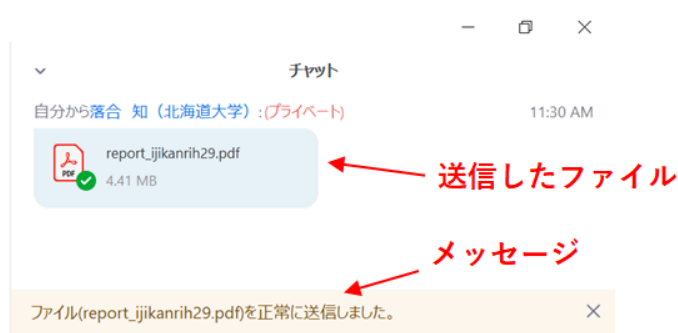 チャット
自分から落合 知（北海道大学）:(プライベート) 11:30 AM
report_ijikanrih29.pdf
PDF
4.41 MB
送信したファイル
メッセージ
ファイル(report_ijikanrih29.pdf)を正常に送信しました。